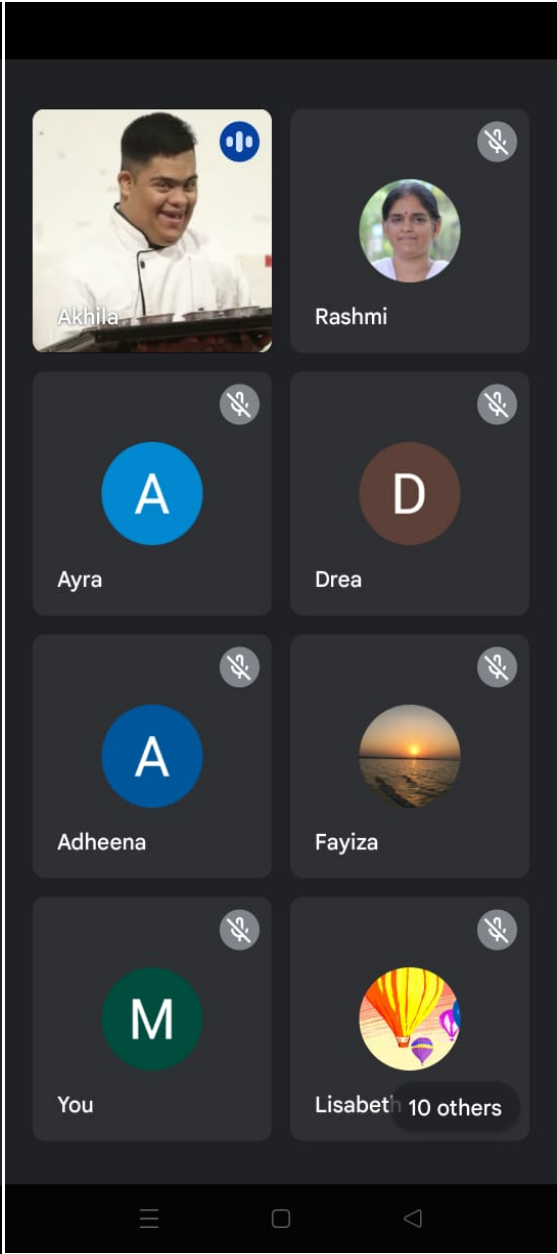 Akhila
Rashmi
A
D
Ayra
Drea
A
Adheena
Fayiza
M
You
Lisabeth
10 others